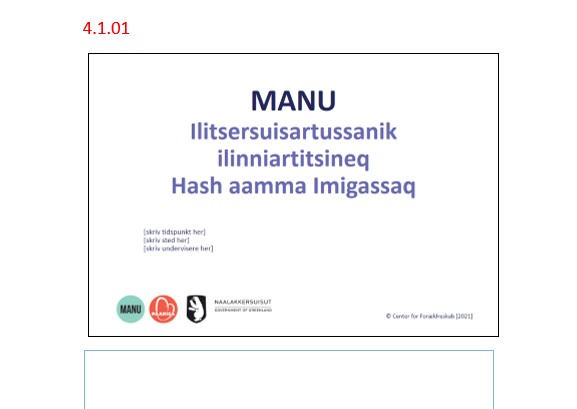 4.1.01
MANU
Ilitsersuisartussanik
ilinniartitsineq
Hash aamma Imigassaq
[skriv tidspunkt her]
[skriv sted her]
[skriv undervisere her]
MANU
NAALAKKERSUISUT
GOVERNMENT OF GREENLAND
© Center for Forældreskab [2021]